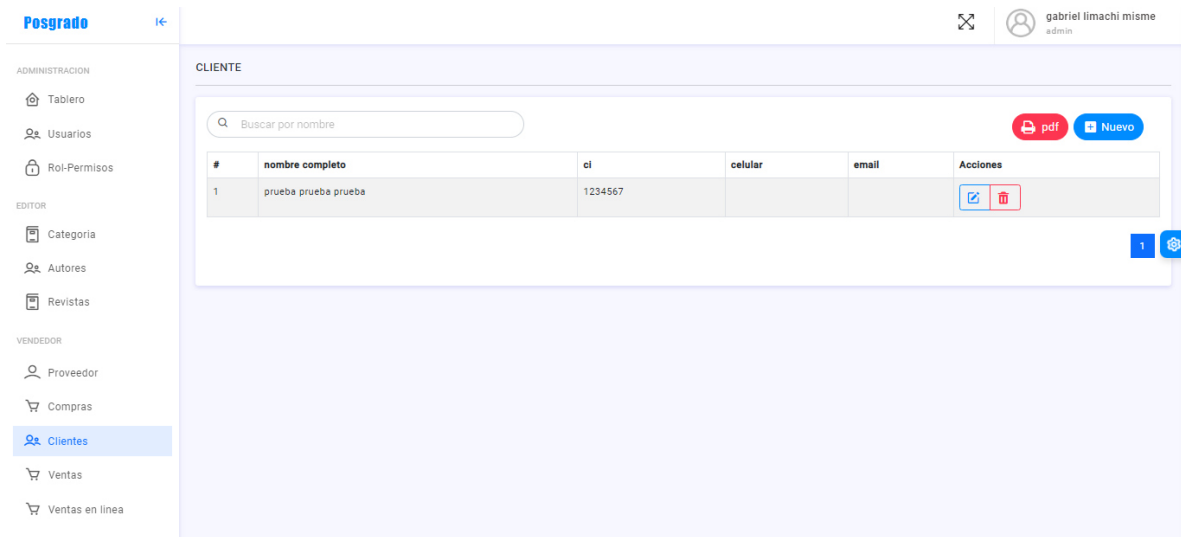 Posgrado
gabriel limachi misme
admin
ADMINISTRACION
Tablero
Usuarios
Rol-Permisos
EDITOR
Categoria
Autores
Revistas
VENDEDOR
Proveedor
Compras
Clientes
Ventas
Ventas en linea
CLIENTE
Buscar por nombre
pdf
Nuevo
# nombre completo ci celular email Acciones
1 prueba prueba prueba 1234567
1